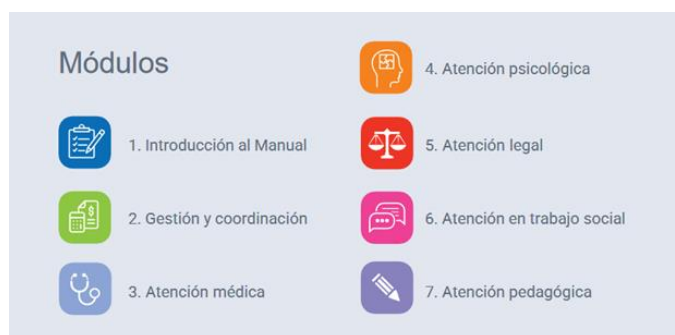 Módulos
1. Introducción al Manual
2. Gestión y coordinación
3. Atención médica
4. Atención psicológica
5. Atención legal
6. Atención en trabajo social
7. Atención pedagógica